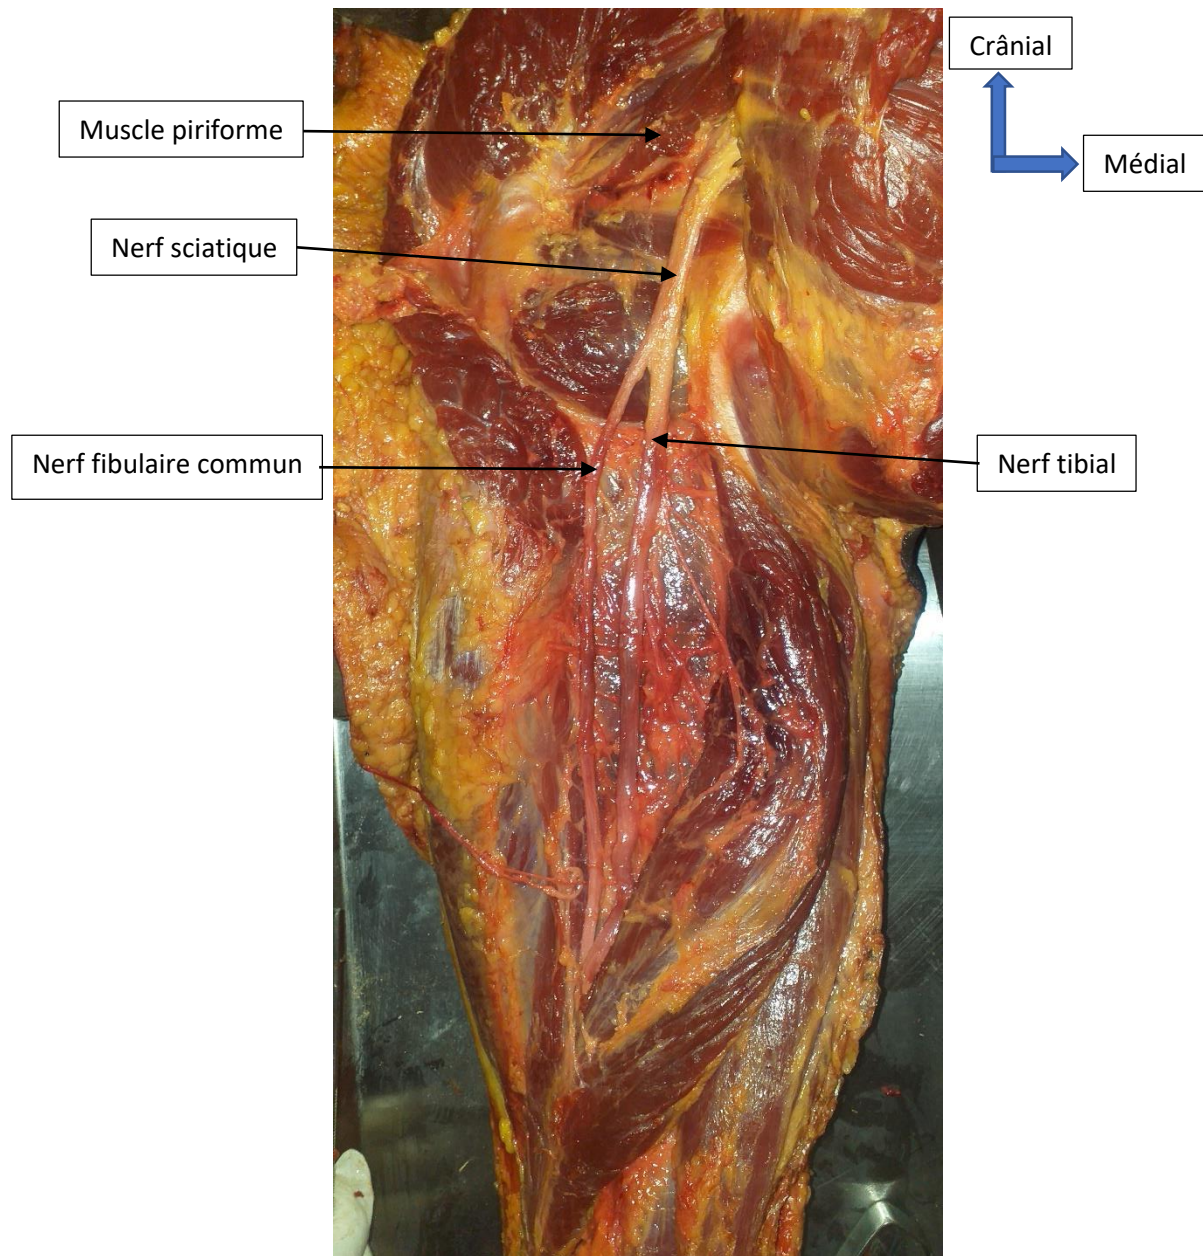 Crânial
Médial
Muscle piriforme
Nerf sciatique
Nerf fibulaire commun
Nerf tibial